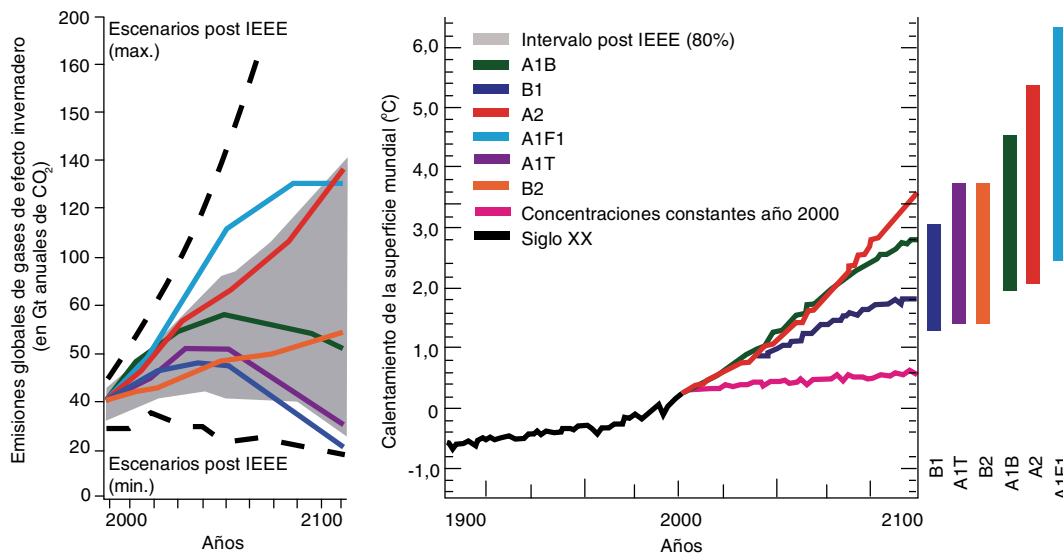 Emisiones globales de gases de efecto invernadero
(en Gt anuales de CO2)
200
160
150
140
120
100
60
50
40
20
0
Escenarios post IEEE
(max.)
Escenarios post IEEE
(min.)
2000
2100
Años
Calentamiento de la superficie mundial (ºC)
6,0
5,0
4,0
3,0
2,0
1,0
0
-1,0
Intervalo post IEEE (80%)
A1B
B1
A2
A1F1
A1T
B2
Concentraciones constantes año 2000
Siglo XX
1900
2000
2100
Años
B1
A1T
B2
A1B
A2
A1F1